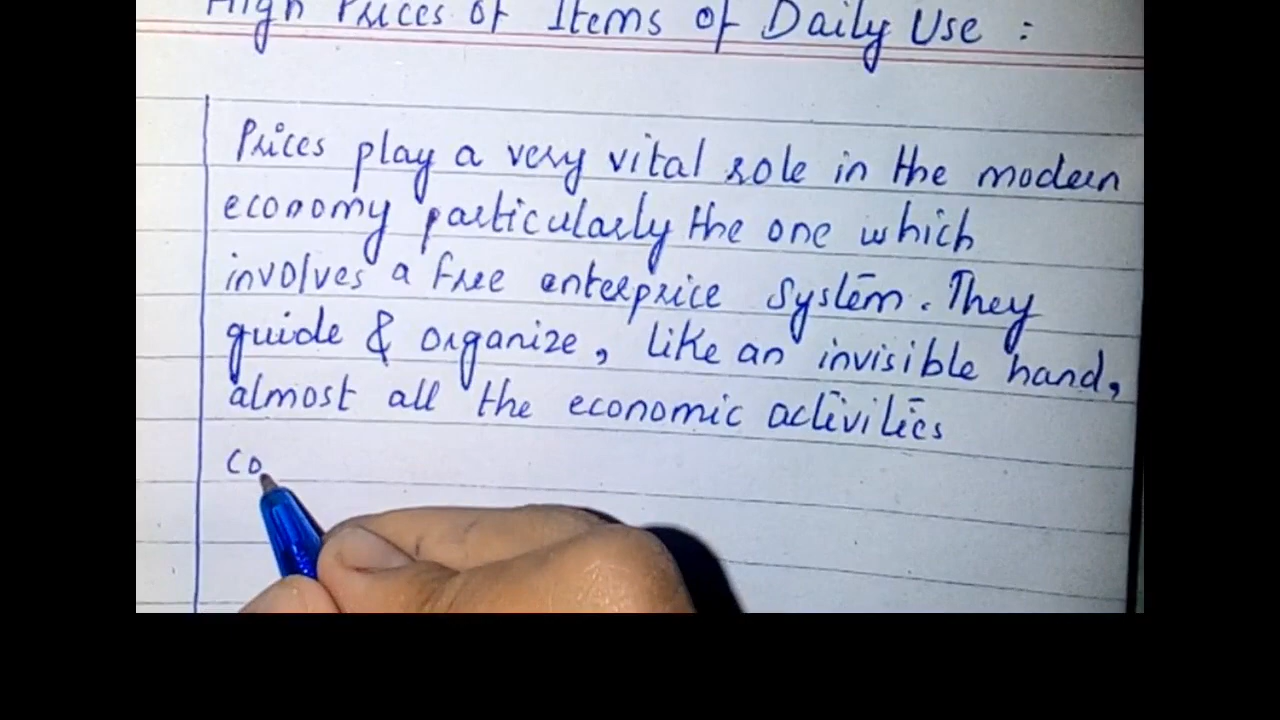 High Prices of Items of Daily Use :
Prices play a very vital role in the modern
economy particularly the one which
involves a free enterprice system. They
guide & organize, like an invisible hand,
almost all the economic activities
co